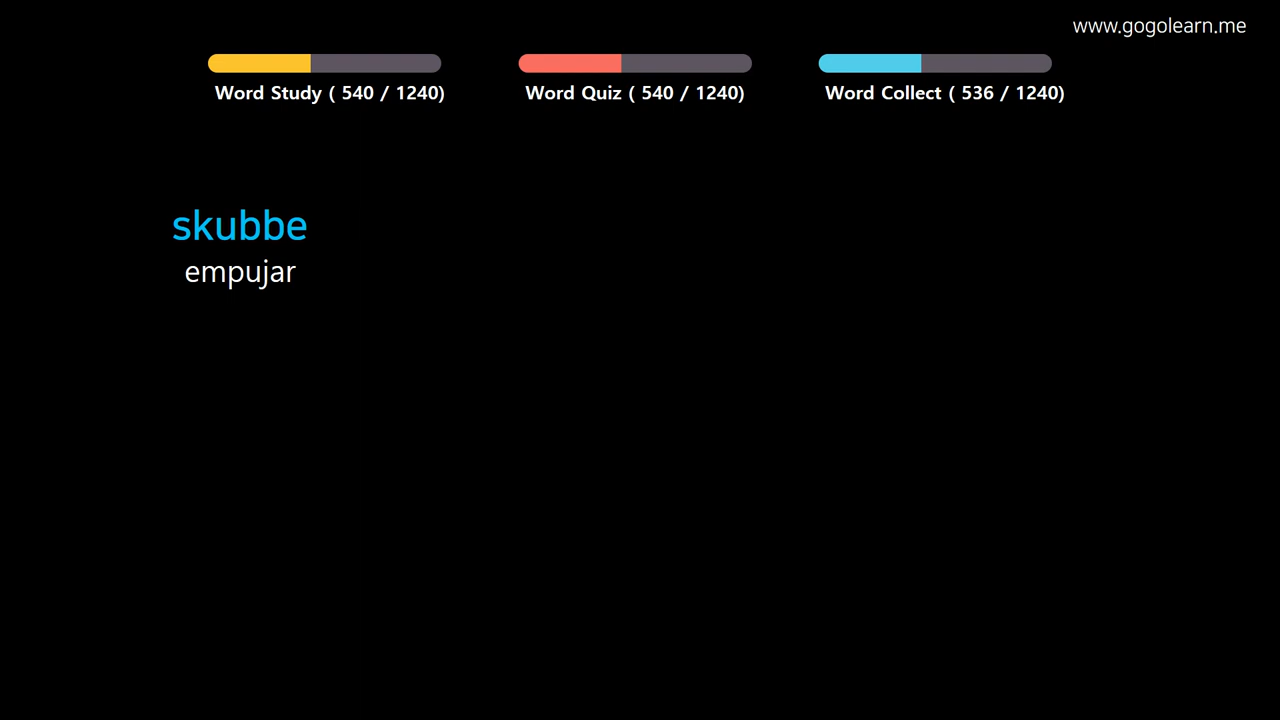 www.gogolearn.me
Word Study ( 540 / 1240)
Word Quiz ( 540 / 1240)
Word Collect ( 536 / 1240)
skubbe
empujar